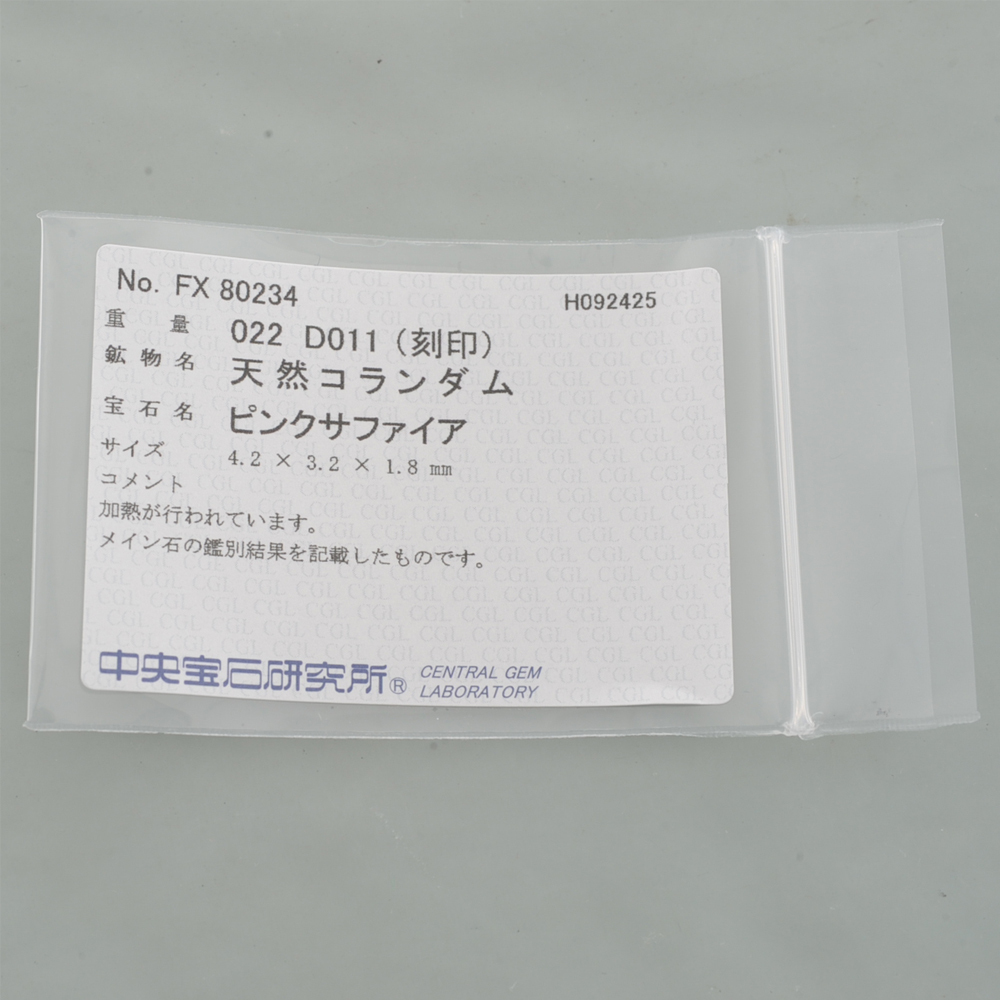 No. FX 80234 H092425
重量 022 D011 (刻印)
鉱物名 天然コランダム
宝石名 ピンクサファイア
サイズ 4.2 × 3.2 × 1.8 mm
コメント
加熱が行われています。
メイン石の鑑別結果を記載したものです。
中央宝石研究所® CENTRAL GEM
LABORATORY